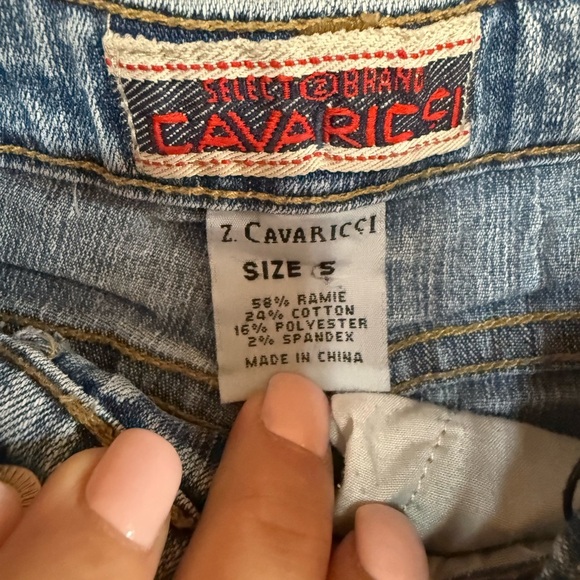 SELECT Z BRAND
CAVARICCI
Z. CAVARICCI
SIZE S
58% RAMIE
24% COTTON
16% POLYESTER
2% SPANDEX
MADE IN CHINA